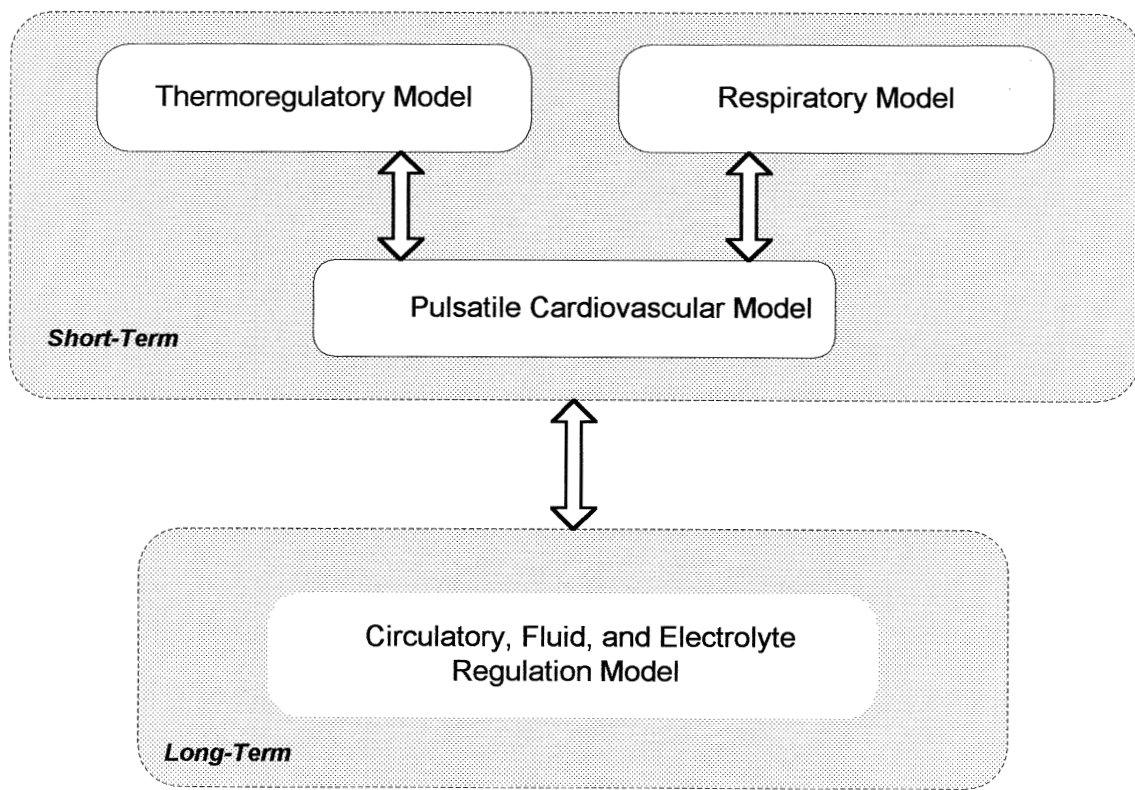 Thermoregulatory Model
Respiratory Model
Pulsatile Cardiovascular Model
Short-Term
Circulatory, Fluid, and Electrolyte
Regulation Model
Long-Term